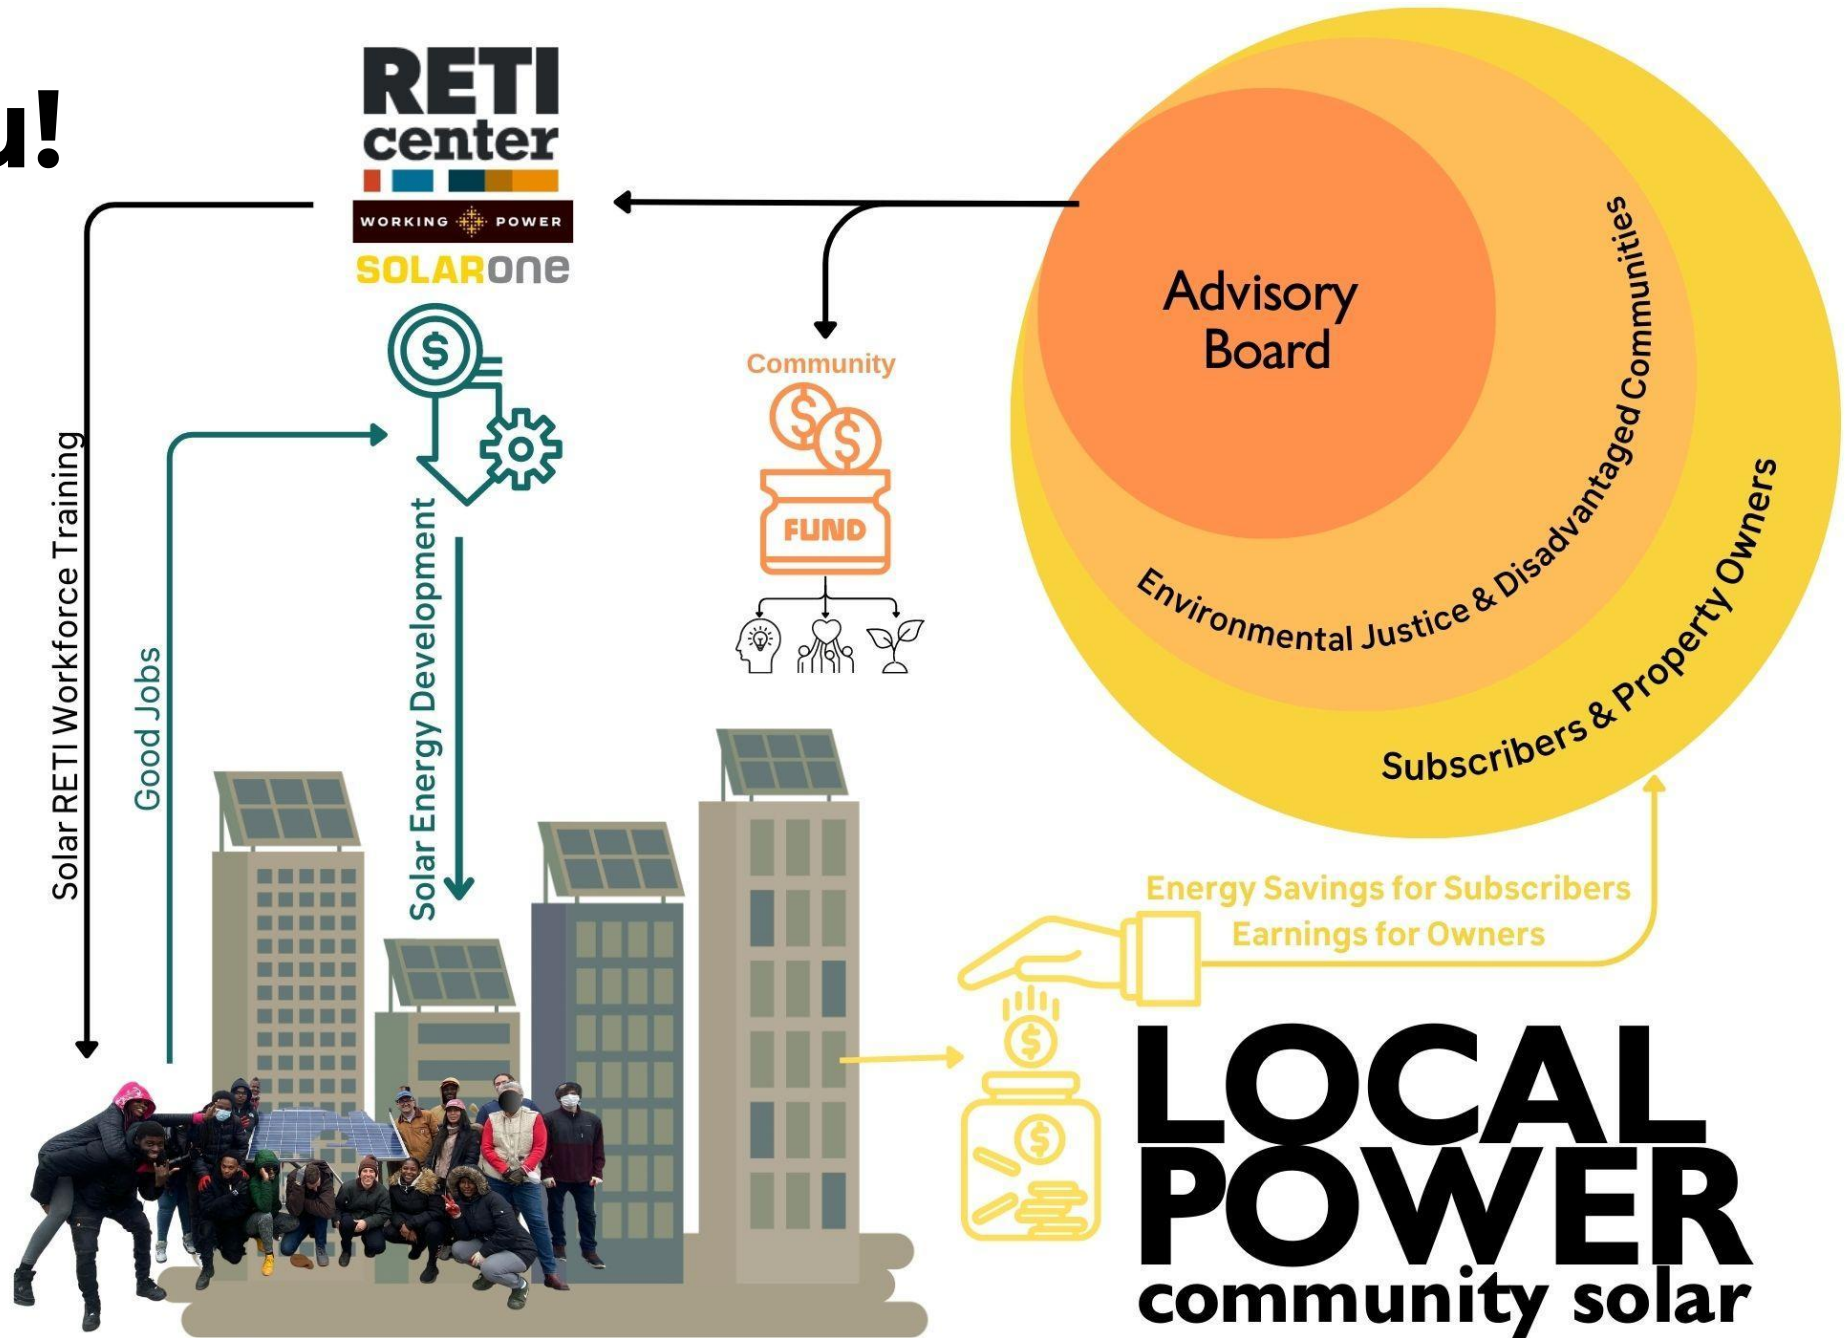 u!
RETI
center
WORKING POWER
SOLARONE
Solar RETI Workforce Training
Good Jobs
$
Solar Energy Development
Community
$
$
FUND
Advisory
Board
Environmental Justice & Disadvantaged Communities
Subscribers & Property Owners
Energy Savings for Subscribers
Earnings for Owners
$
$
LOCAL
POWER
community solar